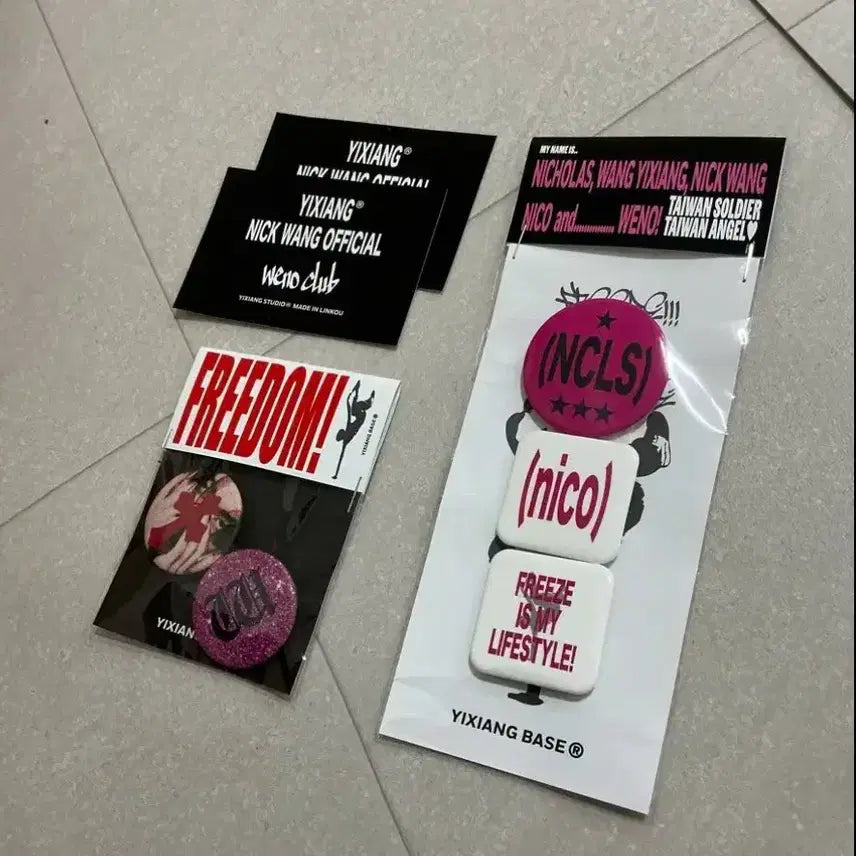 YIXIANG®
NICK WANG OFFICIAL
YIXIANG®
NICK WANG OFFICIAL
weno club
YIXIANG STUDIO® MADE IN LINKOU
FREEDOM!
YIXIANG BASE®
YIXIAN
MY NAME IS..
NICHOLAS, WANG YIXIANG, NICK WANG
NICO and............. WENO!
TAIWAN SOLDIER
TAIWAN ANGEL♥
★
(NCLS)
★★★
(nico)
FREEZE
IS MY
LIFESTYLE!
YIXIANG BASE®